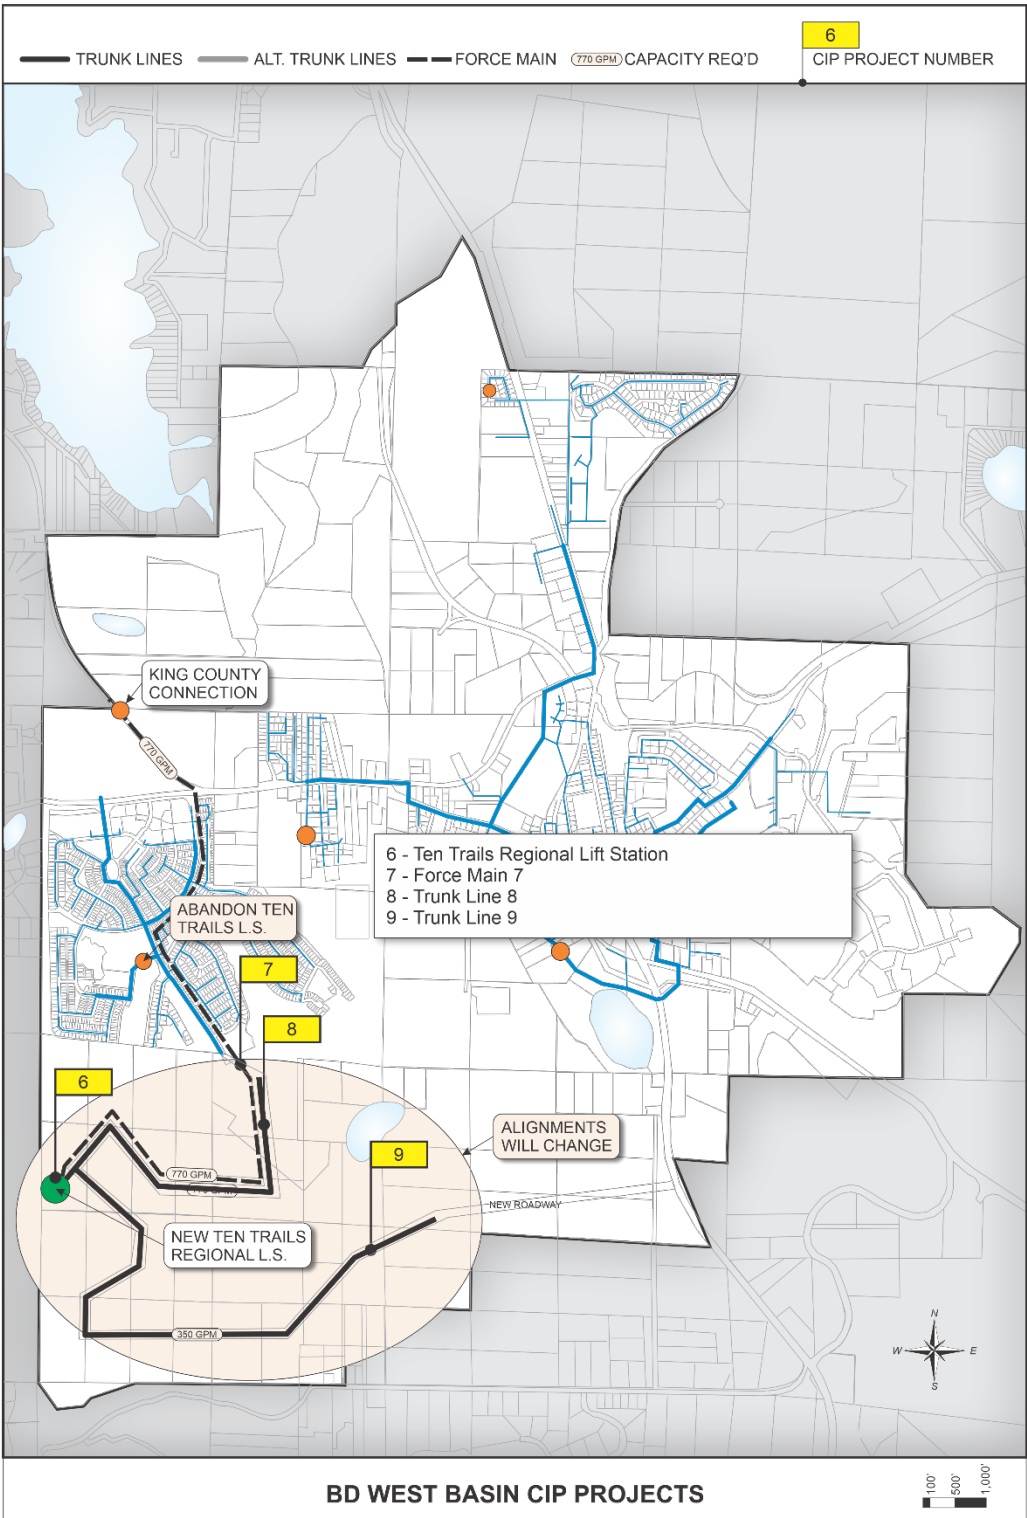 TRUNK LINES
ALT. TRUNK LINES
FORCE MAIN
770 GPM
CAPACITY REQ'D
6
CIP PROJECT NUMBER
KING COUNTY
CONNECTION
770 GPM
6 - Ten Trails Regional Lift Station
7 - Force Main 7
8 - Trunk Line 8
9 - Trunk Line 9
ABANDON TEN
TRAILS L.S.
7
8
6
ALIGNMENTS
WILL CHANGE
9
770 GPM
NEW ROADWAY
NEW TEN TRAILS
REGIONAL L.S.
350 GPM
N
W
E
S
BD WEST BASIN CIP PROJECTS
100'
500'
1,000'